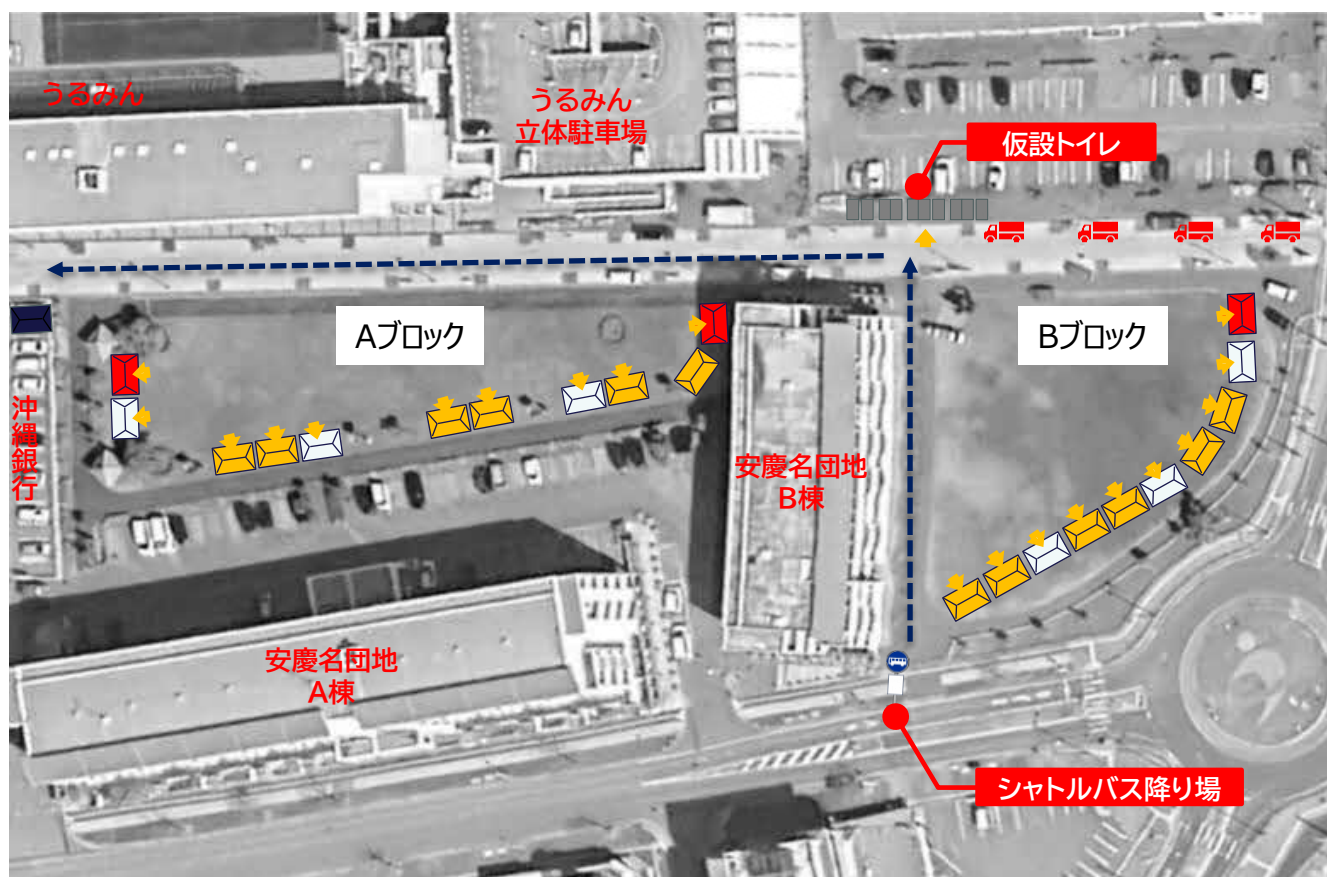 うるみん
うるみん
立体駐車場
仮設トイレ
Aブロック
Bブロック
沖縄銀行
安慶名団地
B棟
安慶名団地
A棟
シャトルバス降り場